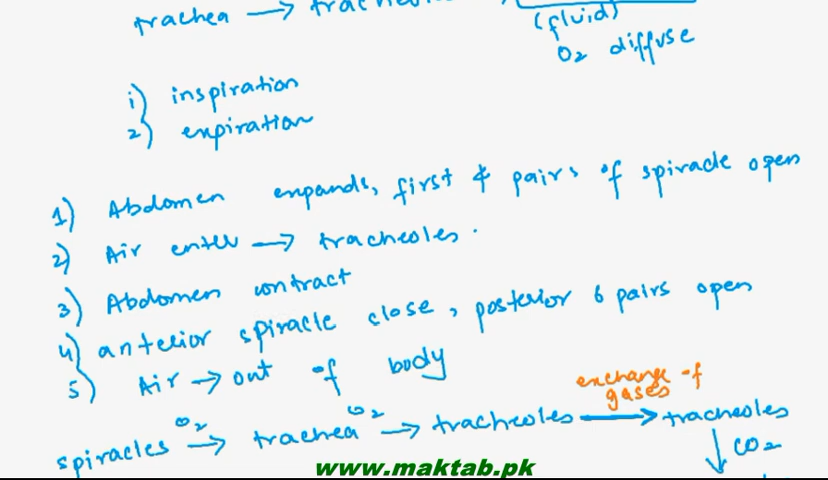 trachea →
(fluid)
O2 diffuse
i) inspiration
2) expiration
1) Abdomen expands, first 4 pairs of spiracle open
2) Air enter → tracheoles.
3) Abdomen contract
4) anterior spiracle close, posterior 6 pairs open
5) Air → out of body
exchange of gases
spiracles O2 → trachea O2 → tracheoles → tracheoles
↓ CO2
www.maktab.pk